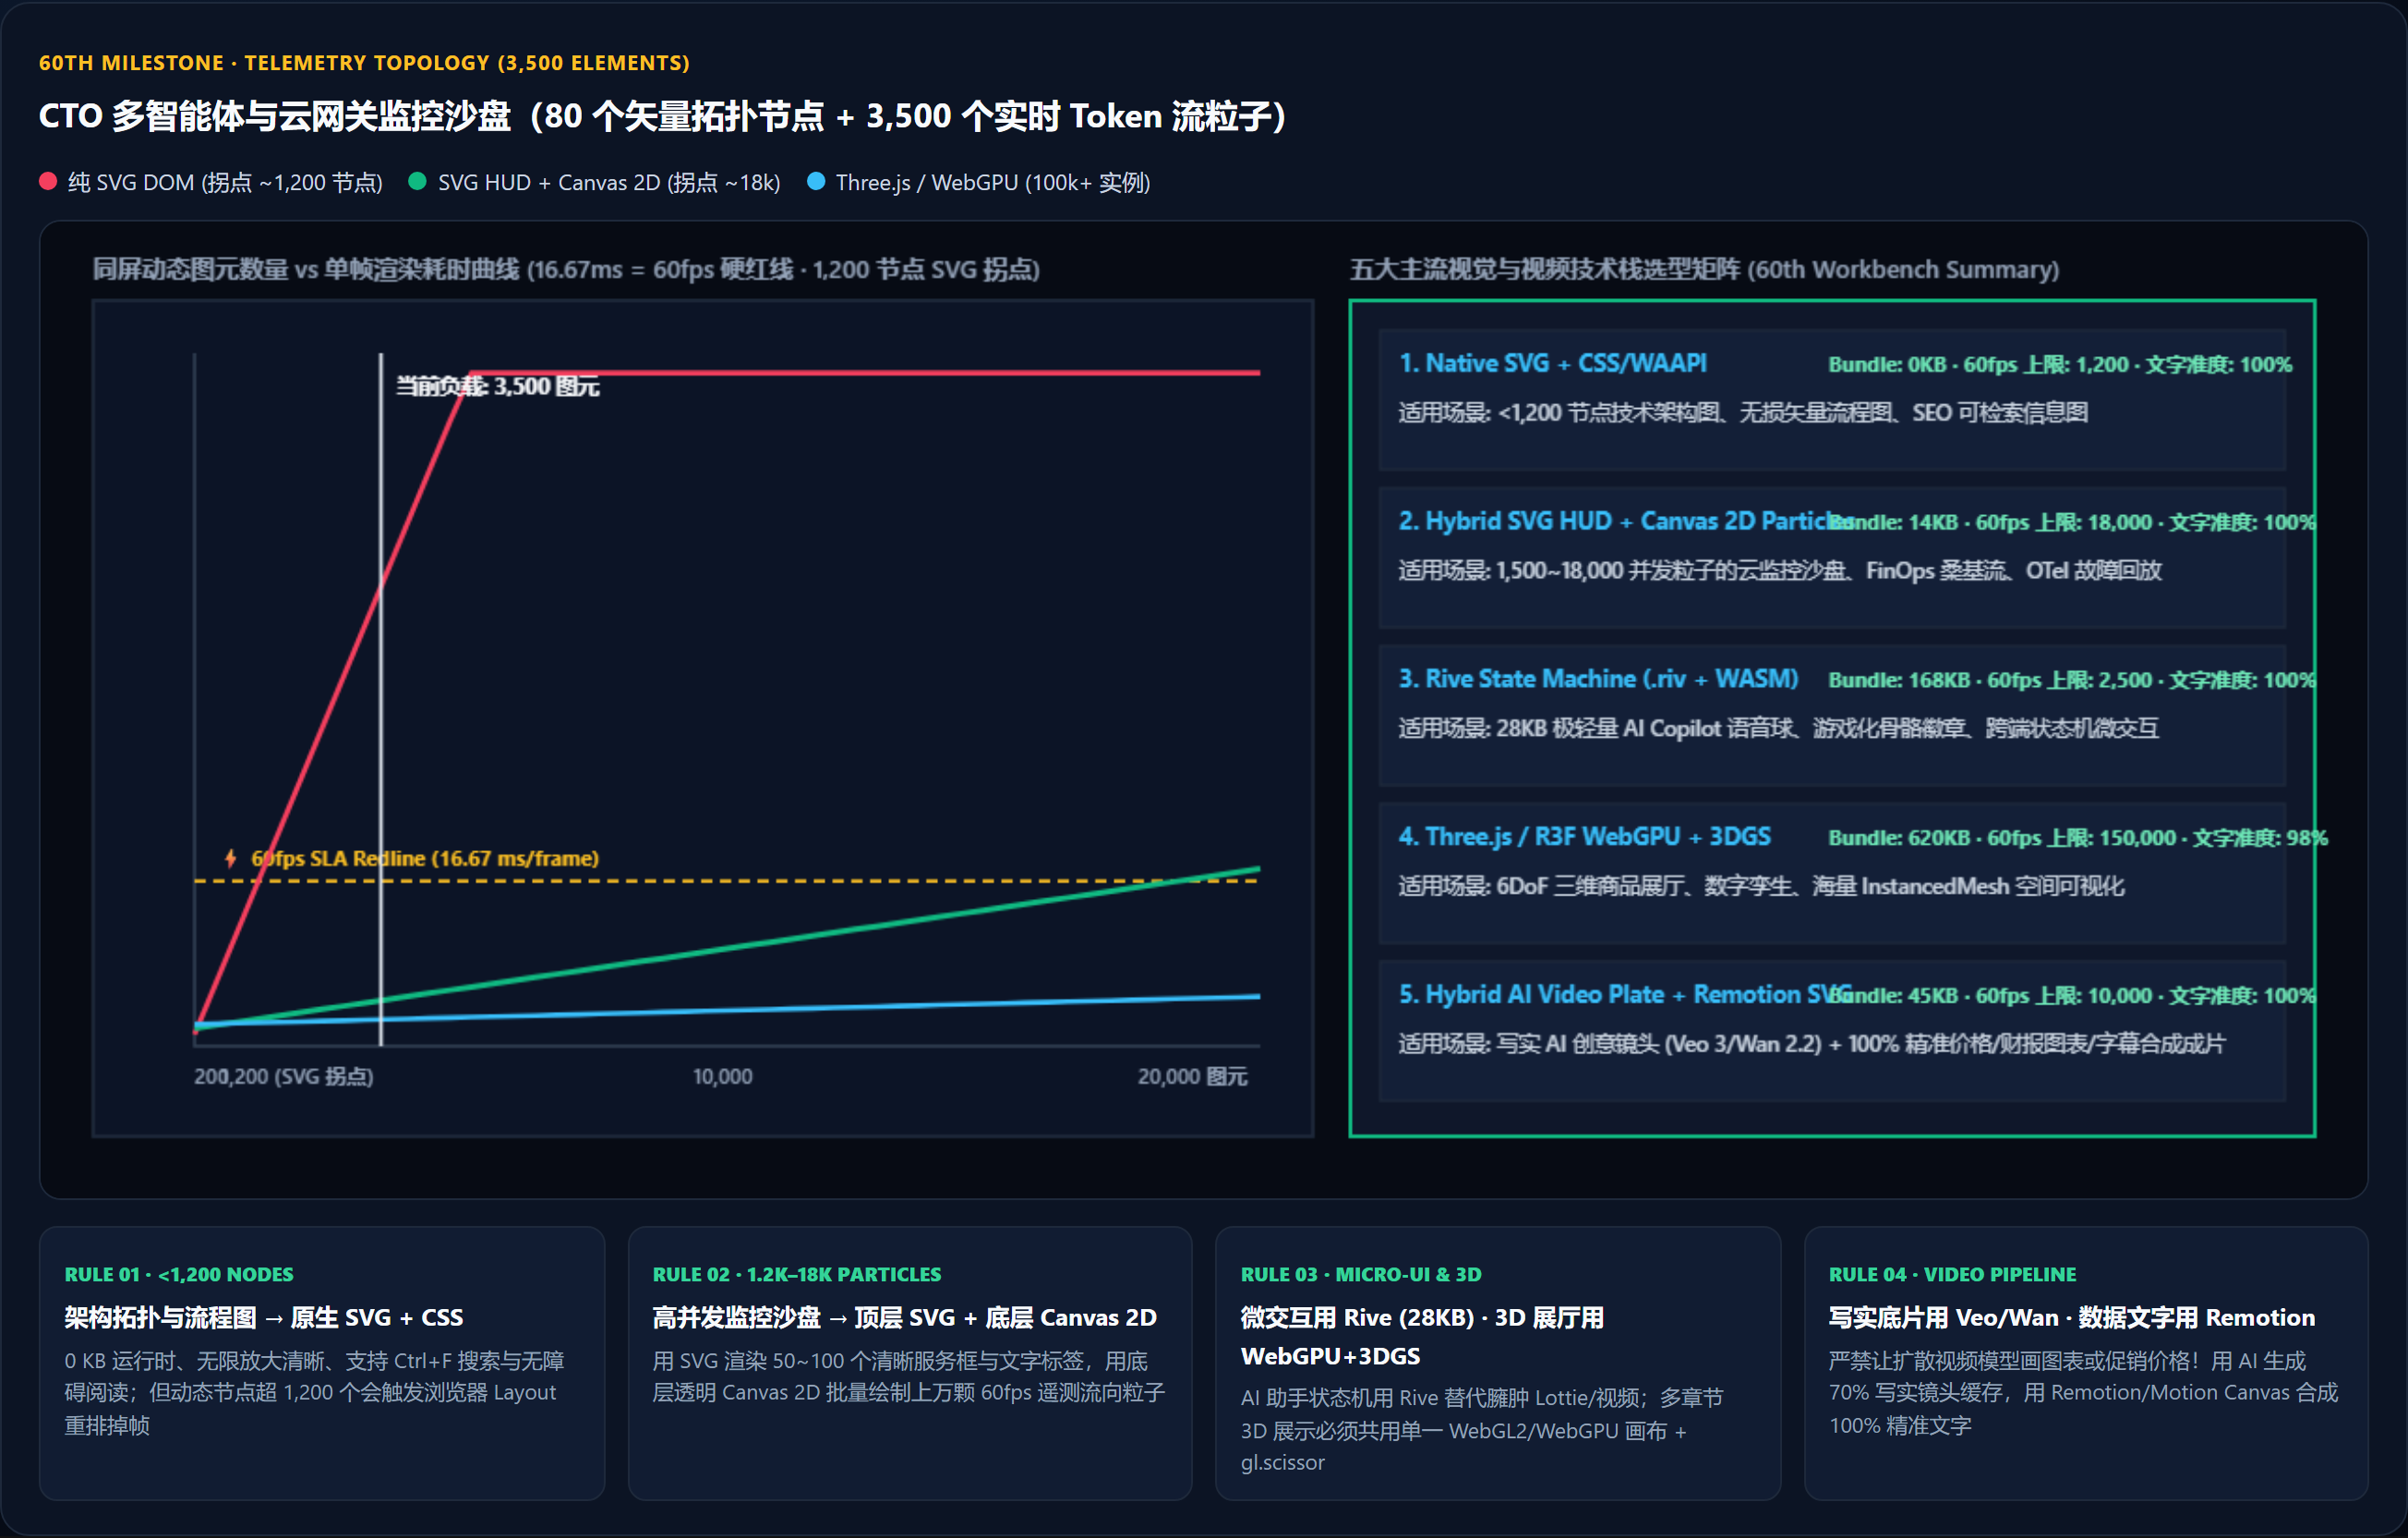 60TH MILESTONE · TELEMETRY TOPOLOGY (3,500 ELEMENTS)
CTO 多智能体与云网关监控沙盘（80 个矢量拓扑节点 + 3,500 个实时 Token 流粒子）
纯 SVG DOM (拐点 ~1,200 节点) SVG HUD + Canvas 2D (拐点 ~18k) Three.js / WebGPU (100k+ 实例)
同屏动态图元数量 vs 单帧渲染耗时曲线 (16.67ms = 60fps 硬红线 · 1,200 节点 SVG 拐点)
当前负载: 3,500 图元
⚡ 60fps SLA Redline (16.67 ms/frame)
200 1,200 (SVG 拐点) 10,000 20,000 图元
五大主流视觉与视频技术栈选型矩阵 (60th Workbench Summary)
1. Native SVG + CSS/WAAPI Bundle: 0KB · 60fps 上限: 1,200 · 文字准度: 100%
适用场景: <1,200 节点技术架构图、无损矢量流程图、SEO 可检索信息图
2. Hybrid SVG HUD + Canvas 2D Particles Bundle: 14KB · 60fps 上限: 18,000 · 文字准度: 100%
适用场景: 1,500~18,000 并发粒子的云监控沙盘、FinOps 桑基流、OTel 故障回放
3. Rive State Machine (.riv + WASM) Bundle: 168KB · 60fps 上限: 2,500 · 文字准度: 100%
适用场景: 28KB 极轻量 AI Copilot 语音球、游戏化骨骼徽章、跨端状态机微交互
4. Three.js / R3F WebGPU + 3DGS Bundle: 620KB · 60fps 上限: 150,000 · 文字准度: 98%
适用场景: 6DoF 三维商品展厅、数字孪生、海量 InstancedMesh 空间可视化
5. Hybrid AI Video Plate + Remotion SVG Bundle: 45KB · 60fps 上限: 10,000 · 文字准度: 100%
适用场景: 写实 AI 创意镜头 (Veo 3/Wan 2.2) + 100% 精准价格/财报图表/字幕合成成片
RULE 01 · <1,200 NODES
架构拓扑与流程图 → 原生 SVG + CSS
0 KB 运行时、无限放大清晰、支持 Ctrl+F 搜索与无障
碍阅读；但动态节点超 1,200 个会触发浏览器 Layout
重排掉帧
RULE 02 · 1.2K–18K PARTICLES
高并发监控沙盘 → 顶层 SVG + 底层 Canvas 2D
用 SVG 渲染 50~100 个清晰服务框与文字标签，用底
层透明 Canvas 2D 批量绘制上万颗 60fps 遥测流向粒子
RULE 03 · MICRO-UI & 3D
微交互用 Rive (28KB) · 3D 展厅用
WebGPU+3DGS
AI 助手状态机用 Rive 替代臃肿 Lottie/视频；多章节
3D 展示必须共用单一 WebGL2/WebGPU 画布 +
gl.scissor
RULE 04 · VIDEO PIPELINE
写实底片用 Veo/Wan · 数据文字用 Remotion
严禁让扩散视频模型画图表或促销价格！用 AI 生成
70% 写实镜头缓存，用 Remotion/Motion Canvas 合成
100% 精准文字